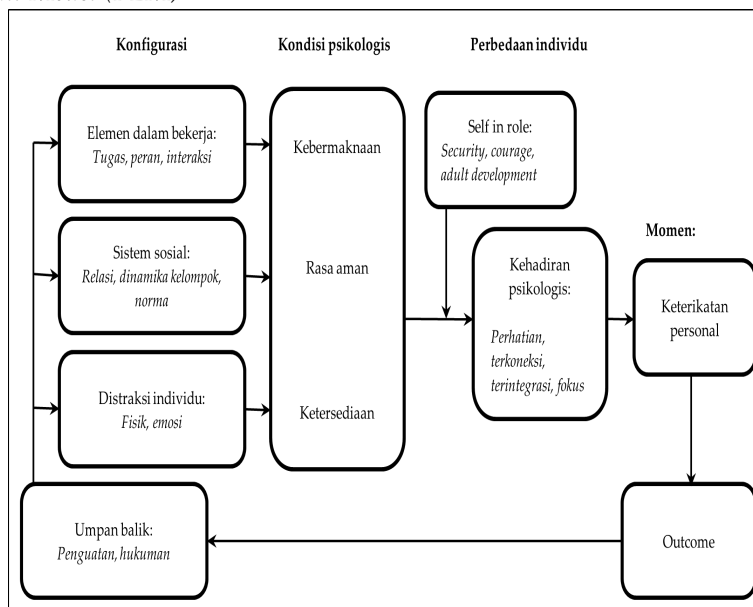 Konfigurasi
Kondisi psikologis
Perbedaan individu
Elemen dalam bekerja:
Tugas, peran, interaksi
Sistem sosial:
Relasi, dinamika kelompok,
norma
Distraksi individu:
Fisik, emosi
Kebermaknaan
Rasa aman
Ketersediaan
Self in role:
Security, courage,
adult development
Kehadiran
psikologis:
Perhatian,
terkoneksi,
terintegrasi, fokus
Momen:
Keterikatan
personal
Umpan balik:
Penguatan, hukuman
Outcome